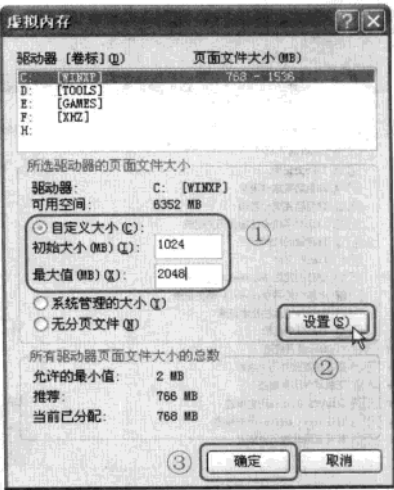 虚拟内存
驱动器 [卷标](D) 页面文件大小(MB)
C: [WINXP] 768 - 1536
D: [TOOLS]
E: [GAMES]
F: [XHZ]
H:
所选驱动器的页面文件大小
驱动器: C: [WINXP]
可用空间: 6352 MB
自定义大小(C):
①
初始大小(MB)(I): 1024
最大值(MB)(X): 2048
系统管理的大小(Y)
无分页文件(N)
设置(S)
②
所有驱动器页面文件大小的总数
允许的最小值: 2 MB
推荐: 766 MB
当前已分配: 768 MB
③ 确定 取消